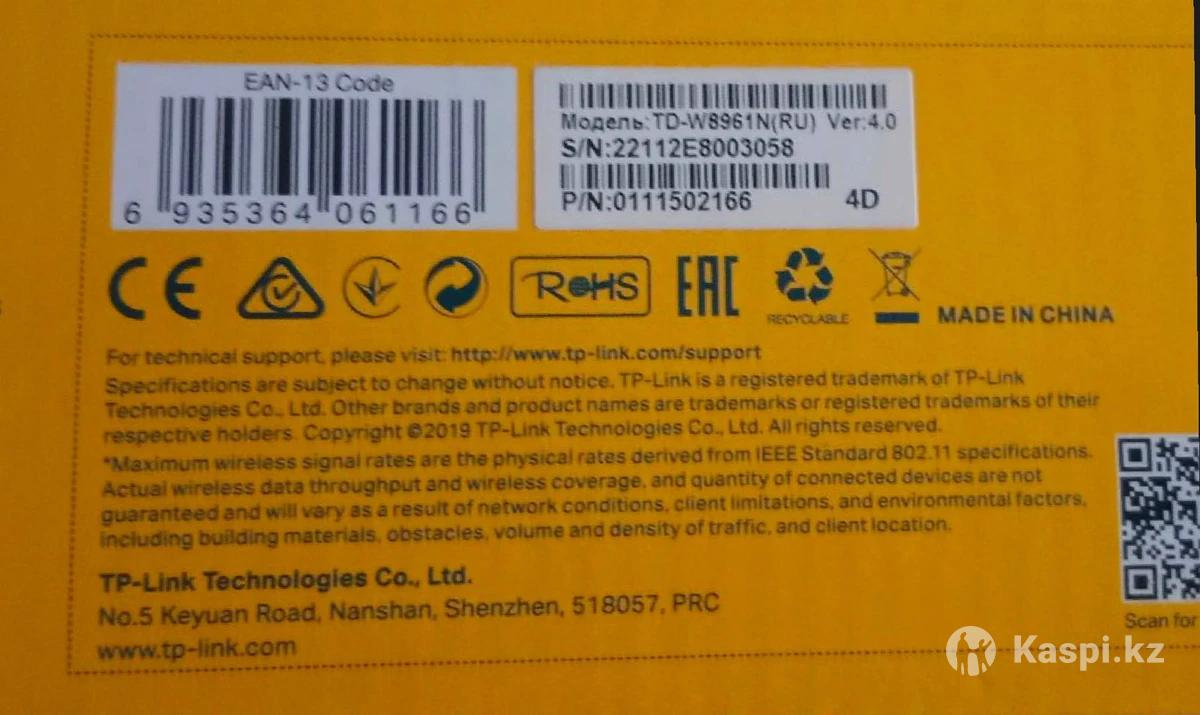 EAN-13 Code
6 935364 061166
Модель:TD-W8961N(RU) Ver:4.0
S/N:22112E8003058
P/N:0111502166 4D
CE
RoHS
EAC
RECYCLABLE
MADE IN CHINA
For technical support, please visit: http://www.tp-link.com/support
Specifications are subject to change without notice. TP-Link is a registered trademark of TP-Link
Technologies Co., Ltd. Other brands and product names are trademarks or registered trademarks of their
respective holders. Copyright ©2019 TP-Link Technologies Co., Ltd. All rights reserved.
*Maximum wireless signal rates are the physical rates derived from IEEE Standard 802.11 specifications.
Actual wireless data throughput and wireless coverage, and quantity of connected devices are not
guaranteed and will vary as a result of network conditions, client limitations, and environmental factors,
including building materials, obstacles, volume and density of traffic, and client location.
TP-Link Technologies Co., Ltd.
No.5 Keyuan Road, Nanshan, Shenzhen, 518057, PRC
www.tp-link.com
Scan for
Kaspi.kz